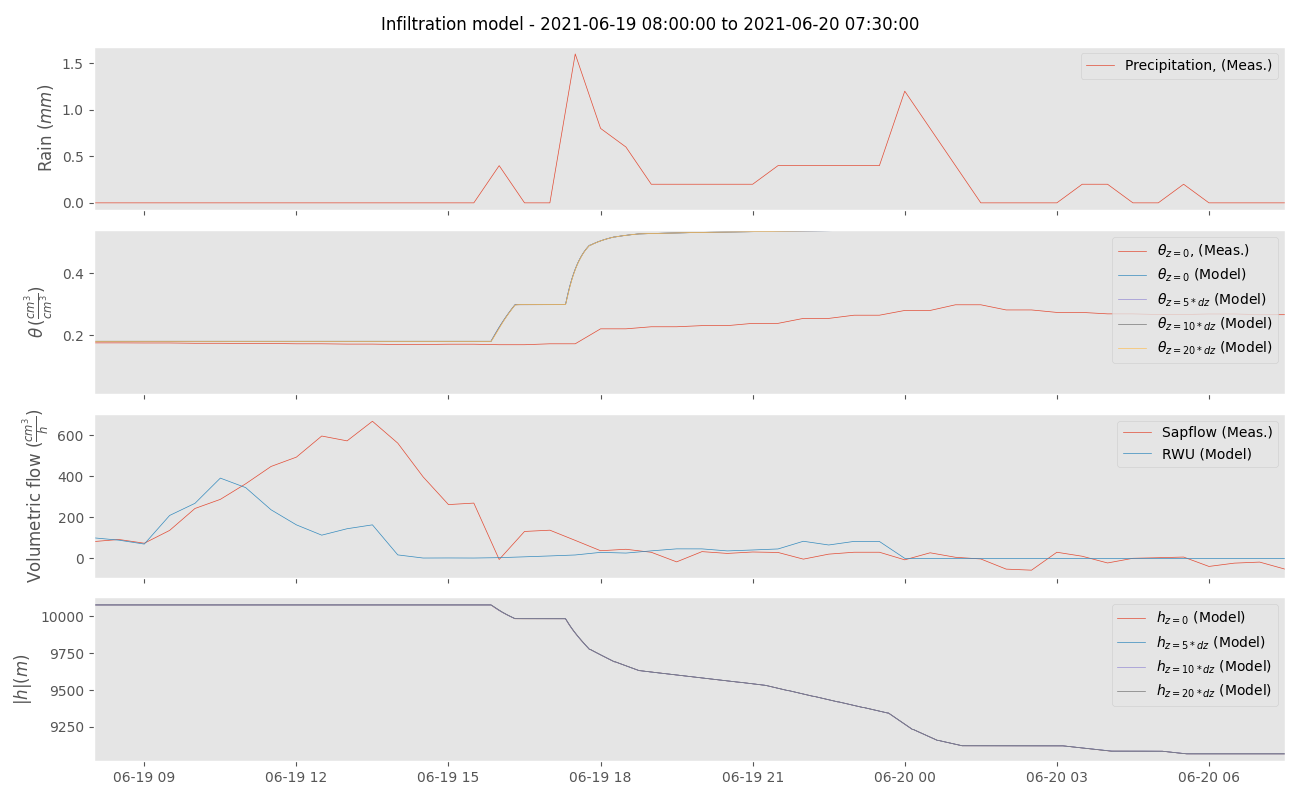 Infiltration model - 2021-06-19 08:00:00 to 2021-06-20 07:30:00
Rain (mm)
1.5
1.0
0.5
0.0
Precipitation, (Meas.)
θ (cm³/cm³)
0.4
0.2
θz=0, (Meas.)
θz=0 (Model)
θz=5*dz (Model)
θz=10*dz (Model)
θz=20*dz (Model)
Volumetric flow (cm³/h)
600
400
200
0
Sapflow (Meas.)
RWU (Model)
|h|(m)
10000
9750
9500
9250
hz=0 (Model)
hz=5*dz (Model)
hz=10*dz (Model)
hz=20*dz (Model)
06-19 09 06-19 12 06-19 15 06-19 18 06-19 21 06-20 00 06-20 03 06-20 06